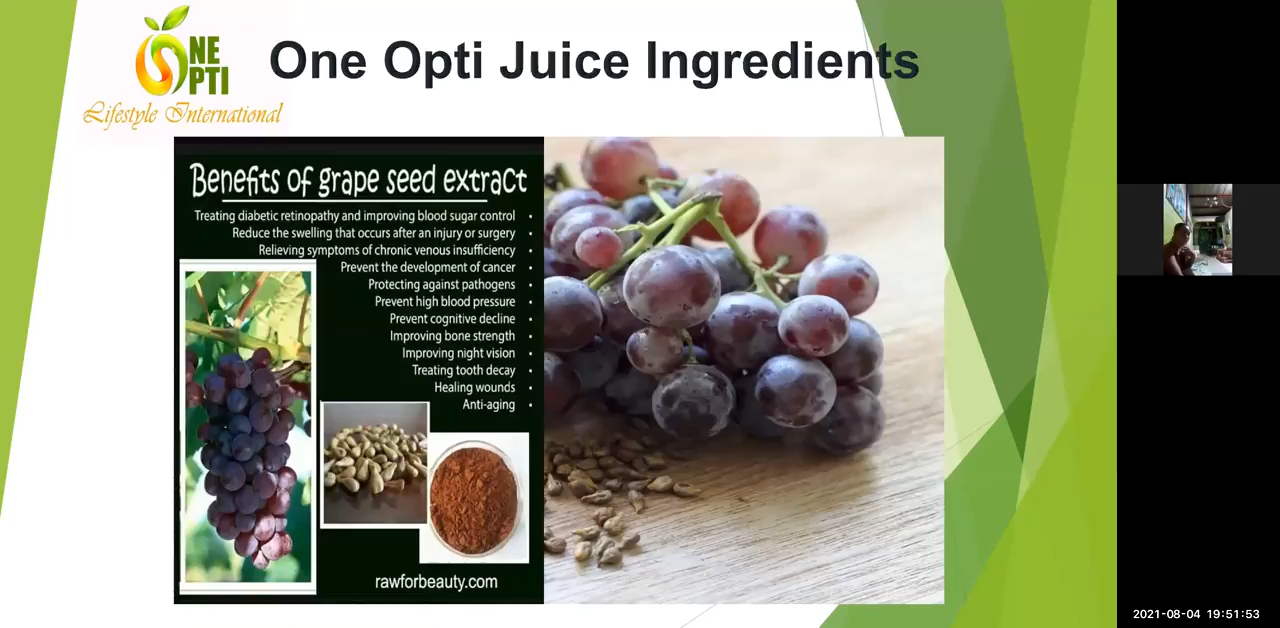 NE
PTI
Lifestyle International
One Opti Juice Ingredients
Benefits of grape seed extract
Treating diabetic retinopathy and improving blood sugar control •
Reduce the swelling that occurs after an injury or surgery •
Relieving symptoms of chronic venous insufficiency •
Prevent the development of cancer •
Protecting against pathogens •
Prevent high blood pressure •
Prevent cognitive decline •
Improving bone strength •
Improving night vision •
Treating tooth decay •
Healing wounds •
Anti-aging •
rawforbeauty.com
2021-08-04 19:51:53